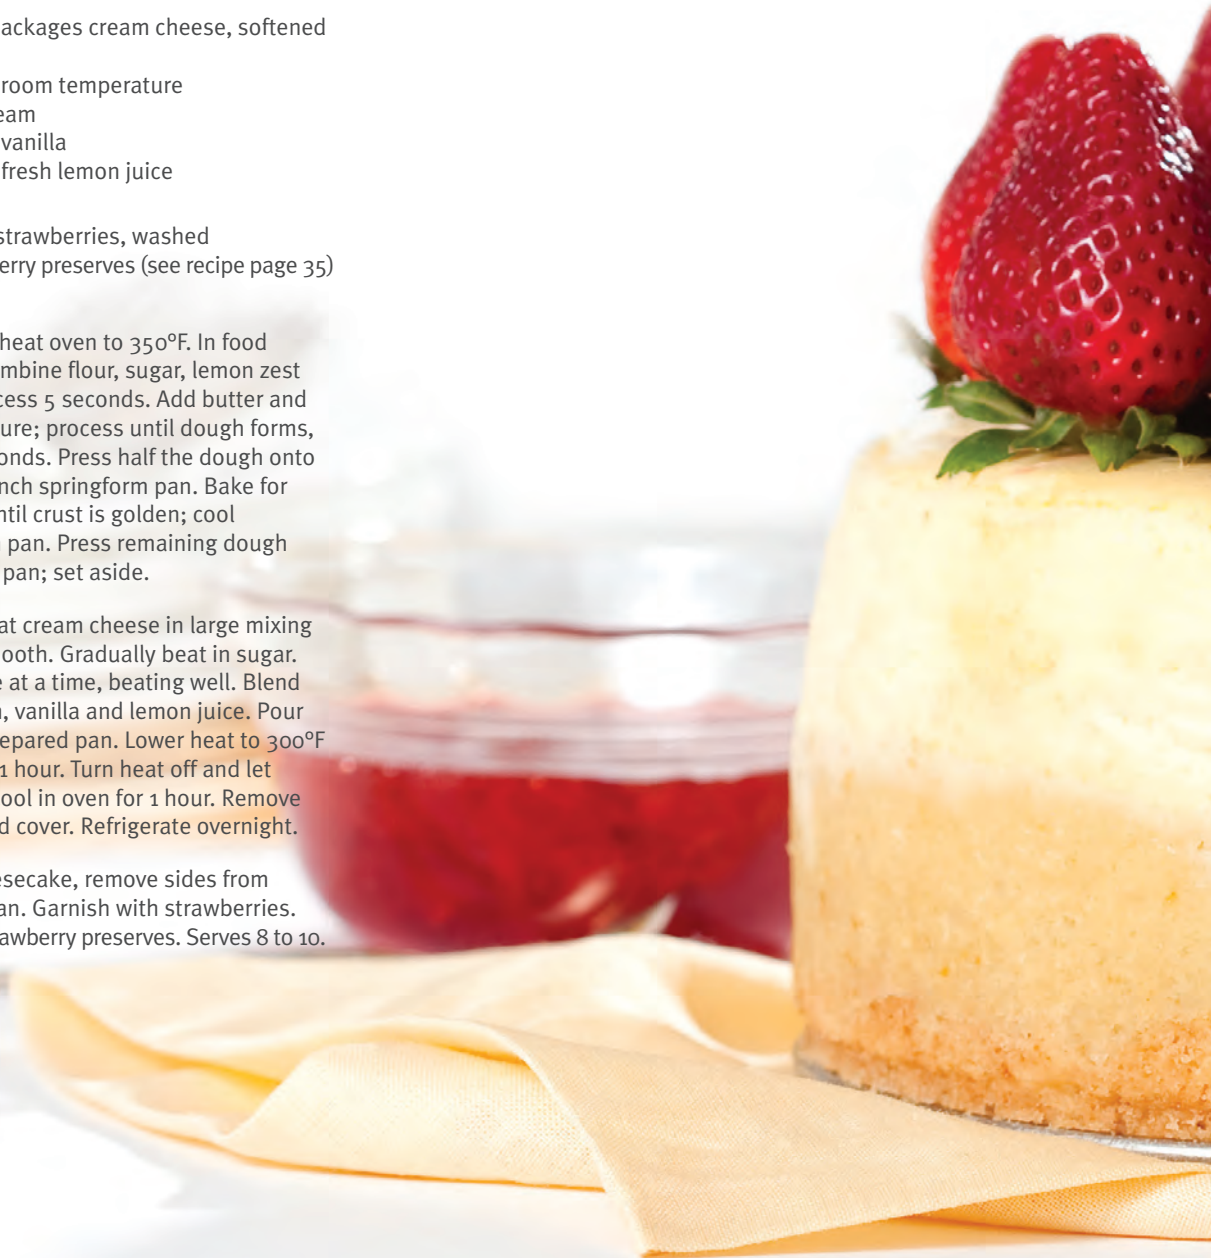 ackages cream cheese, softened
room temperature
eam
vanilla
fresh lemon juice
strawberries, washed
erry preserves (see recipe page 35)
heat oven to 350°F. In food
mbine flour, sugar, lemon zest
cess 5 seconds. Add butter and
ure; process until dough forms,
onds. Press half the dough onto
nch springform pan. Bake for
ntil crust is golden; cool
pan. Press remaining dough
pan; set aside.
at cream cheese in large mixing
ooth. Gradually beat in sugar.
e at a time, beating well. Blend
, vanilla and lemon juice. Pour
epared pan. Lower heat to 300°F
1 hour. Turn heat off and let
ool in oven for 1 hour. Remove
d cover. Refrigerate overnight.
esecake, remove sides from
an. Garnish with strawberries.
awberry preserves. Serves 8 to 10.